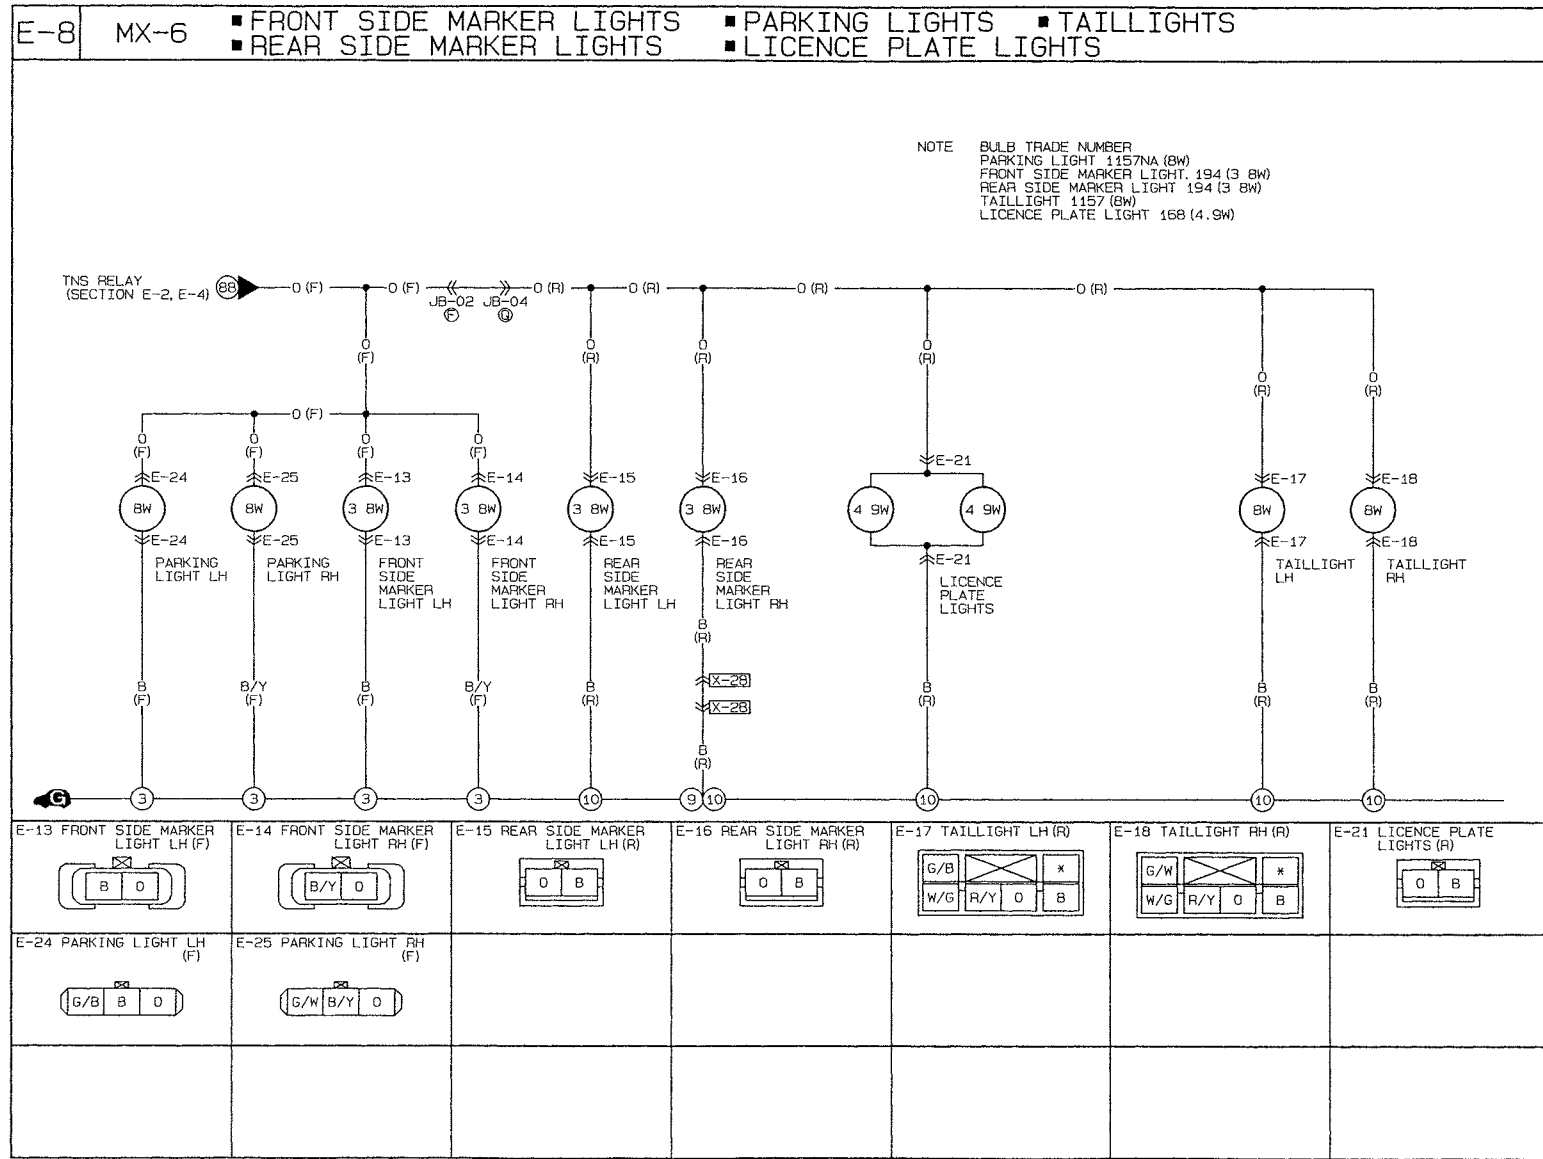 E-8 MX-6 ■ FRONT SIDE MARKER LIGHTS ■ PARKING LIGHTS ■ TAILLIGHTS
■ REAR SIDE MARKER LIGHTS ■ LICENCE PLATE LIGHTS
NOTE BULB TRADE NUMBER
PARKING LIGHT 1157NA (8W)
FRONT SIDE MARKER LIGHT. 194 (3 8W)
REAR SIDE MARKER LIGHT 194 (3 8W)
TAILLIGHT 1157 (8W)
LICENCE PLATE LIGHT 168 (4.9W)
TNS RELAY
(SECTION E-2, E-4) 88 O (F) O (F) O (R) O (R) O (R) O (R)
JB-02 JB-04
F Q
O O O O
(F) (R) (R) (R)
O O
(R) (R)
O (F)
O O O O
(F) (F) (F) (F)
E-21
E-24 E-25 E-13 E-14 E-15 E-16 E-17 E-18
8W 8W 3 8W 3 8W 3 8W 3 8W 4 9W 4 9W 8W 8W
E-24 E-25 E-13 E-14 E-15 E-16 E-17 E-18
E-21
PARKING
LIGHT LH
PARKING
LIGHT RH
FRONT
SIDE
MARKER
LIGHT LH
FRONT
SIDE
MARKER
LIGHT RH
REAR
SIDE
MARKER
LIGHT LH
REAR
SIDE
MARKER
LIGHT RH
LICENCE
PLATE
LIGHTS
TAILLIGHT
LH
TAILLIGHT
RH
B
(R)
X-28
X-28
B B/Y B B/Y B B B B
(F) (F) (F) (F) (R) (R) (R) (R)
B
(R)
G 3 3 3 3 10 9 10 10 10 10
E-13 FRONT SIDE MARKER
LIGHT LH (F)
B O
E-14 FRONT SIDE MARKER
LIGHT RH (F)
B/Y O
E-15 REAR SIDE MARKER
LIGHT LH (R)
O B
E-16 REAR SIDE MARKER
LIGHT RH (R)
O B
E-17 TAILLIGHT LH (R)
G/B *
W/G R/Y O B
E-18 TAILLIGHT RH (R)
G/W *
W/G R/Y O B
E-21 LICENCE PLATE
LIGHTS (R)
O B
E-24 PARKING LIGHT LH
(F)
G/B B O
E-25 PARKING LIGHT RH
(F)
G/W B/Y O